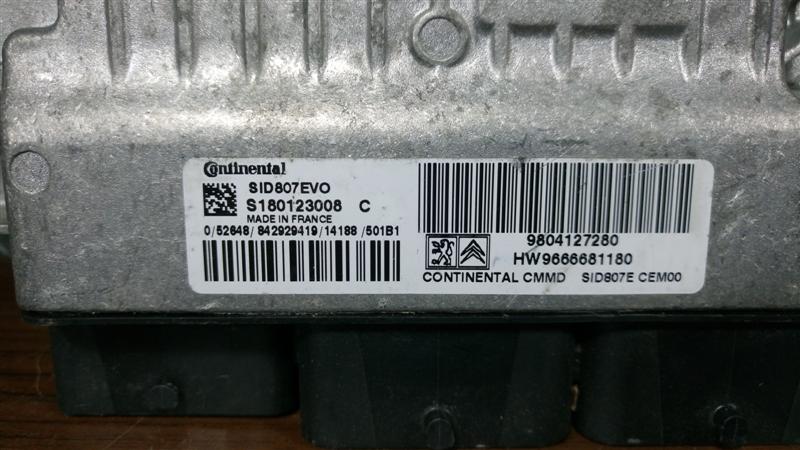 Continental
SID807EVO
S180123008 C
MADE IN FRANCE
0/52648/842929419/14188/501B1
9804127280
HW9666681180
CONTINENTAL CMMD SID807E CEM00